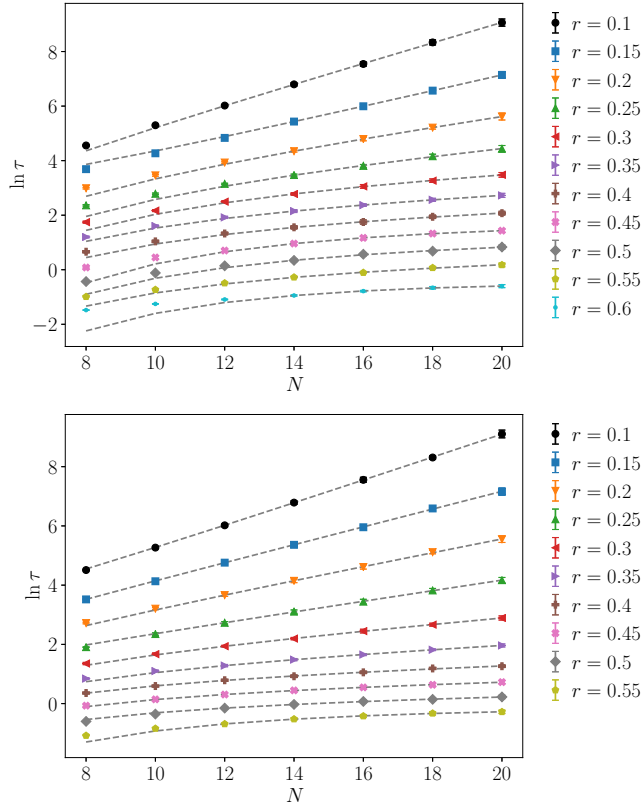 8
6
4
2
0
−2
ln τ
8 10 12 14 16 18 20
N
r = 0.1
r = 0.15
r = 0.2
r = 0.25
r = 0.3
r = 0.35
r = 0.4
r = 0.45
r = 0.5
r = 0.55
r = 0.6
8
6
4
2
0
ln τ
8 10 12 14 16 18 20
N
r = 0.1
r = 0.15
r = 0.2
r = 0.25
r = 0.3
r = 0.35
r = 0.4
r = 0.45
r = 0.5
r = 0.55